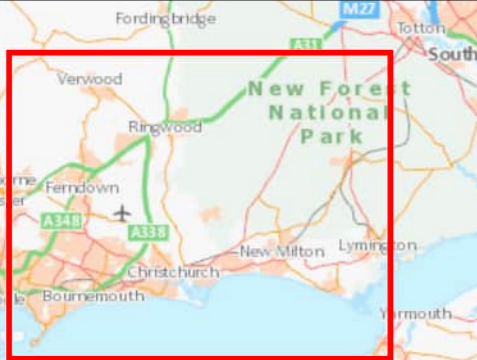 M27
Fordingbridge
Totton
A31
South
Verwood
New Forest
National
Park
Ringwood
Ferndown
A348
A338
Lymington
New Milton
Christchurch
Bournemouth
Yarmouth